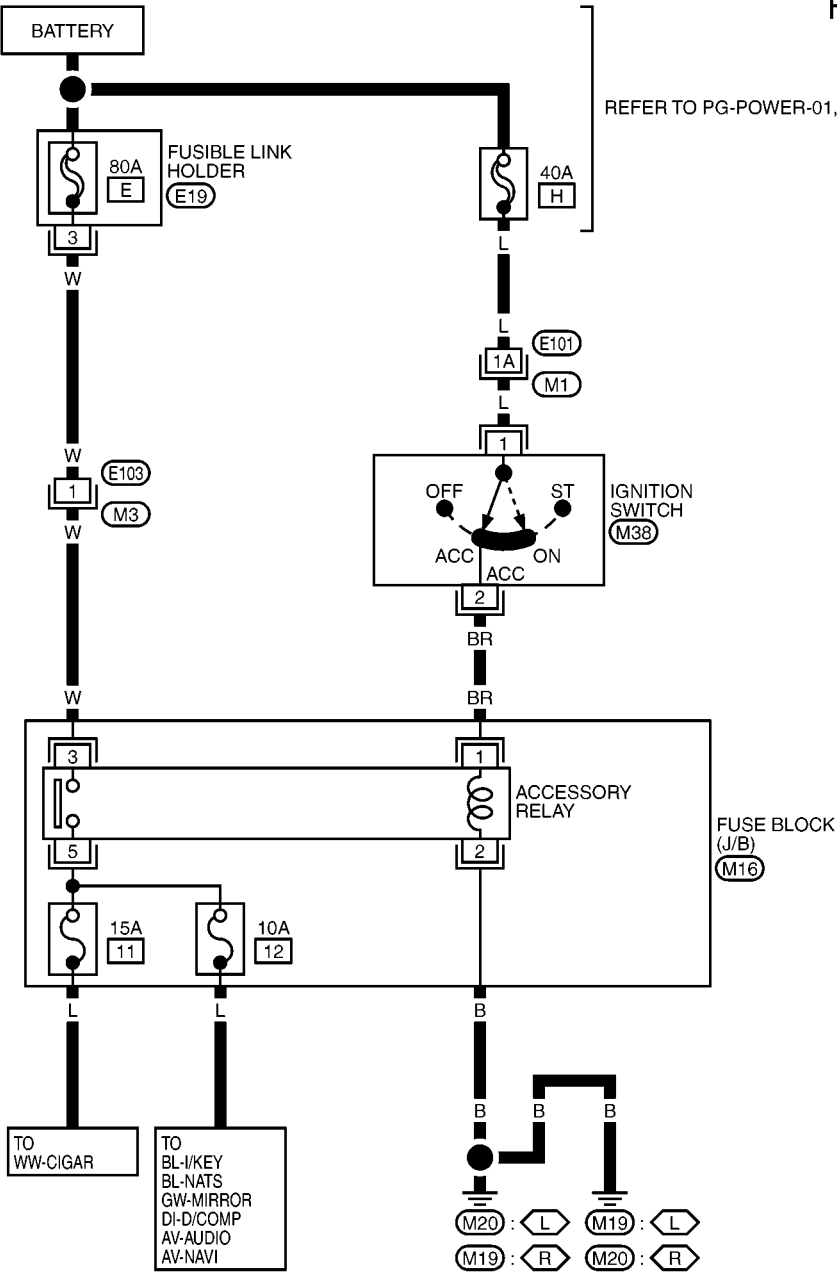 BATTERY
REFER TO PG-POWER-01,
FUSIBLE LINK
HOLDER
E19
80A
E
40A
H
3
L
W
L
E101
1A
M1
L
1
W
E103
1
M3
W
OFF
ST
IGNITION
SWITCH
M38
ACC
ON
ACC
2
BR
W
BR
3
1
ACCESSORY
RELAY
5
2
FUSE BLOCK
(J/B)
M16
15A
11
10A
12
L
L
B
B
B
B
TO
WW-CIGAR
TO
BL-I/KEY
BL-NATS
GW-MIRROR
DI-D/COMP
AV-AUDIO
AV-NAVI
M20 : L
M19 : L
M19 : R
M20 : R